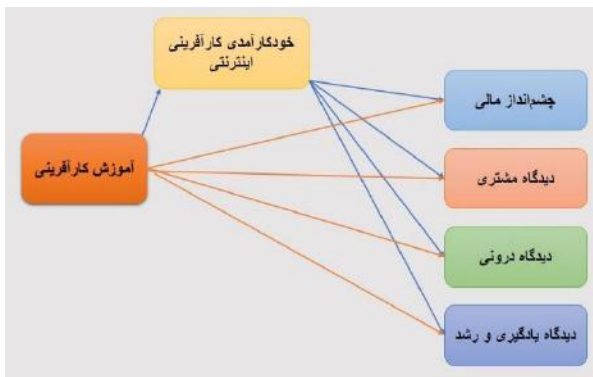 خودکارآمدی کارآفرینی
اینترنتی
چشم‌انداز مالی
آموزش کارآفرینی
دیدگاه مشتری
دیدگاه درونی
دیدگاه یادگیری و رشد